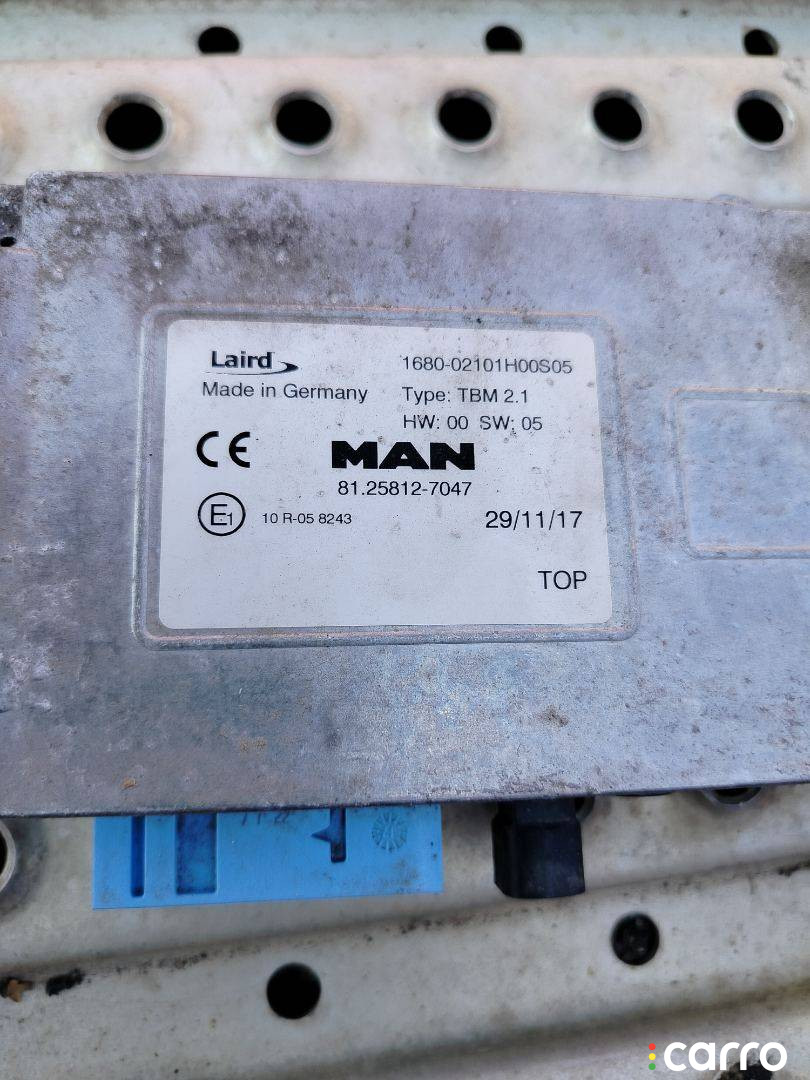 Laird
1680-02101H00S05
Made in Germany
Type: TBM 2.1
HW: 00 SW: 05
CE
MAN
81.25812-7047
E1
10 R-05 8243
29/11/17
TOP
carro